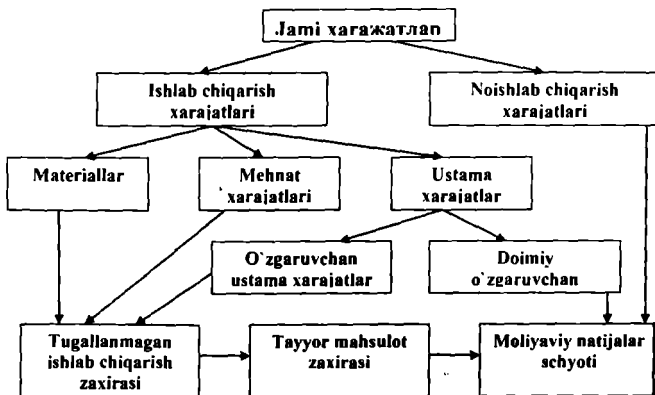 Jami харажатлар
Ishlab chiqarish
xarajatlari
Noishlab chiqarish
xarajatlari
Materiallar
Mehnat
xarajatlari
Ustama
xarajatlar
O`zgaruvchan
ustama xarajatlar
Doimiy
o`zgaruvchan
Tugallanmagan
ishlab chiqarish
zaxirasi
Tayyor mahsulot
zaxirasi
Moliyaviy natijalar
schyoti